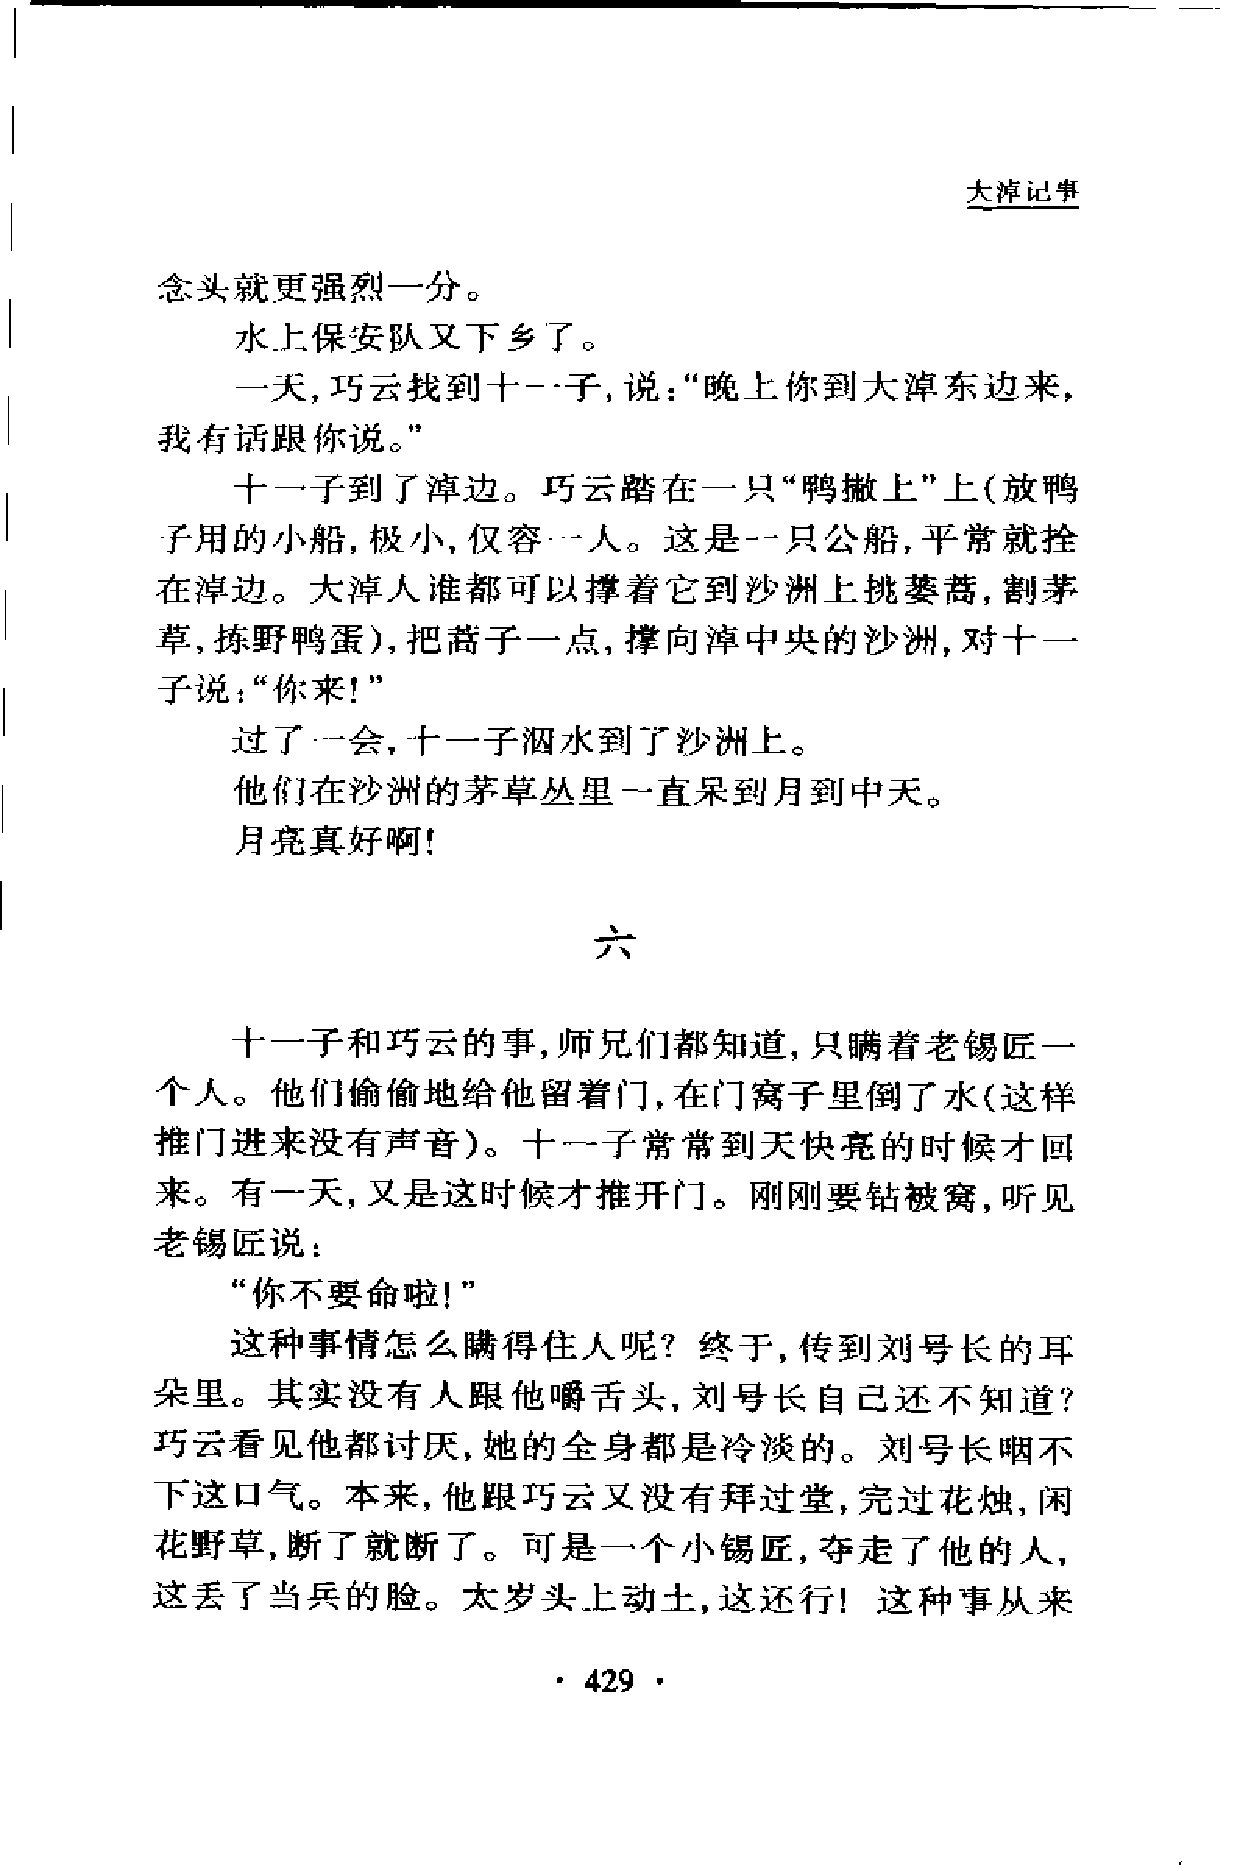 大淖记事
念头就更强烈一分。
水上保安队又下乡了。
一天，巧云找到十一子，说：“晚上你到大淖东边来，
我有话跟你说。”
十一子到了淖边。巧云踏在一只“鸭撇上”上（放鸭
子用的小船，极小，仅容一人。这是一只公船，平常就拴
在淖边。大淖人谁都可以撑着它到沙洲上挑蒌蒿，割茅
草，拣野鸭蛋），把蒿子一点，撑向淖中央的沙洲，对十一
子说：“你来！”
过了一会，十一子泅水到了沙洲上。
他们在沙洲的茅草丛里一直呆到月到中天。
月亮真好啊！
六
十一子和巧云的事，师兄们都知道，只瞒着老锡匠一
个人。他们偷偷地给他留着门，在门窝子里倒了水（这样
推门进来没有声音）。十一子常常到天快亮的时候才回
来。有一天，又是这时候才推开门。刚刚要钻被窝，听见
老锡匠说：
“你不要命啦！”
这种事情怎么瞒得住人呢？终于，传到刘号长的耳
朵里。其实没有人跟他嚼舌头，刘号长自己还不知道？
巧云看见他都讨厌，她的全身都是冷淡的。刘号长咽不
下这口气。本来，他跟巧云又没有拜过堂，完过花烛，闲
花野草，断了就断了。可是一个小锡匠，夺走了他的人，
这丢了当兵的脸。太岁头上动土，这还行！这种事从来
· 429 ·